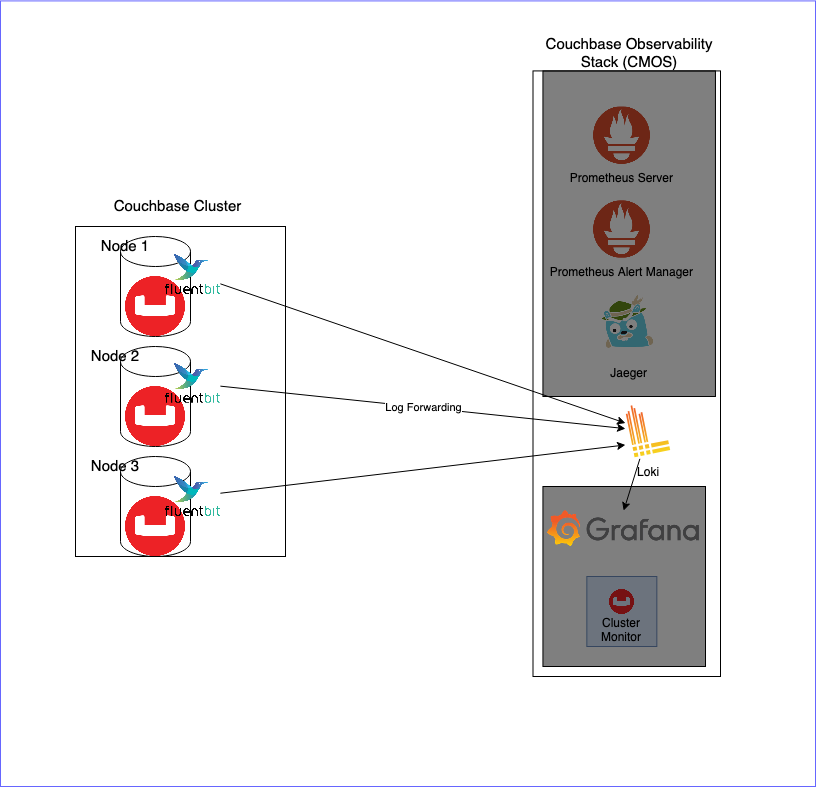 Couchbase Observability
Stack (CMOS)
Prometheus Server
Couchbase Cluster
Node 1
fluentbit
Prometheus Alert Manager
Node 2
fluentbit
Jaeger
Log Forwarding
Node 3
Loki
fluentbit
Grafana
Cluster
Monitor